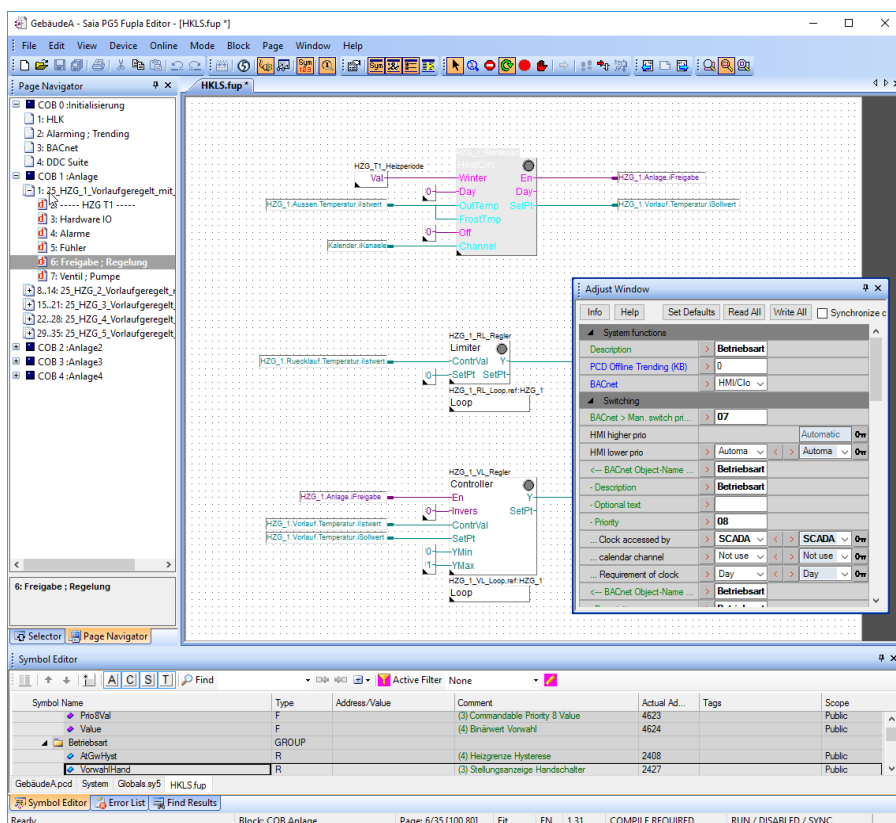 GebäudeA - Saia PG5 Fupla Editor - [HKLS.fup *]
File Edit View Device Online Mode Block Page Window Help
Page Navigator
HKLS.fup *
COB 0 :Initialisierung
1: HLK
2: Alarming ; Trending
3: BACnet
4: DDC Suite
COB 1 :Anlage
1: 25_HZG_1_Vorlaufgeregelt_mit_
----- HZG T1 -----
3: Hardware IO
4: Alarme
5: Fühler
6: Freigabe ; Regelung
7: Ventil ; Pumpe
8..14: 25_HZG_2_Vorlaufgeregelt_r
15..21: 25_HZG_3_Vorlaufgeregelt_
22..28: 25_HZG_4_Vorlaufgeregelt_
29..35: 25_HZG_5_Vorlaufgeregelt_
COB 2 :Anlage2
COB 3 :Anlage3
COB 4 :Anlage4
6: Freigabe ; Regelung
Selector Page Navigator
HZG_T1_Heizperiode
Val
HeatCirc
Winter En
HZG_1.Anlage.iFreigabe
0 Day Day
HZG_1.Aussen.Temperatur.iIstwert
OutTemp SetPt
HZG_1.Vorlauf.Temperatur.iSollwert
FrostTmp
0 Off
Kalender.iKanaele
Channel
HZG_1_RL_Regler
Limiter
HZG_1.Ruecklauf.Temperatur.iIstwert
ContrVal Y
0 SetPt SetPt
HZG_1_RL_Loop,ref:HZG_1
Loop
HZG_1_VL_Regler
Controller
HZG_1.Anlage.iFreigabe
En Y
0 Invers SetPt
HZG_1.Vorlauf.Temperatur.iIstwert
ContrVal
HZG_1.Vorlauf.Temperatur.iSollwert
SetPt
0 YMin
1 YMax
HZG_1_VL_Loop,ref:HZG_1
Loop
Adjust Window
Info Help Set Defaults Read All Write All Synchronize c
System functions
Description > Betriebsart
PCD Offline Trending (KB) > 0
BACnet > HMI/Clo
Switching
BACnet > Man. switch pri... > 07
HMI higher prio Automatic
HMI lower prio > Automa < > Automa
<--- BACnet Object-Name ... > Betriebsart
- Description > Betriebsart
- Optional text >
- Priority > 08
... Clock accessed by > SCADA < > SCADA
... calendar channel > Not use < > Not use
... Requirement of clock > Day < > Day
<--- BACnet Object-Name ... > Betriebsart
Symbol Editor
A C S T Find Active Filter None
Symbol Name Type Address/Value Comment Actual Ad... Tags Scope
Prio8Val F (3) Commandable Priority 8 Value 4623 Public
Value F (4) Binärwert Vorwahl 4624 Public
Betriebsart GROUP
AtGwHyst R (4) Heizgrenze Hysterese 2408 Public
VorwahlHand R (3) Stellungsanzeige Handschalter 2427 Public
GebäudeA.pcd System Globals.sy5 HKLS.fup
Symbol Editor Error List Find Results
Ready Block: COB Anlage Page: 6/35 [100,80] Fit EN 1.31 COMPILE REQUIRED RUN / DISABLED / SYNC